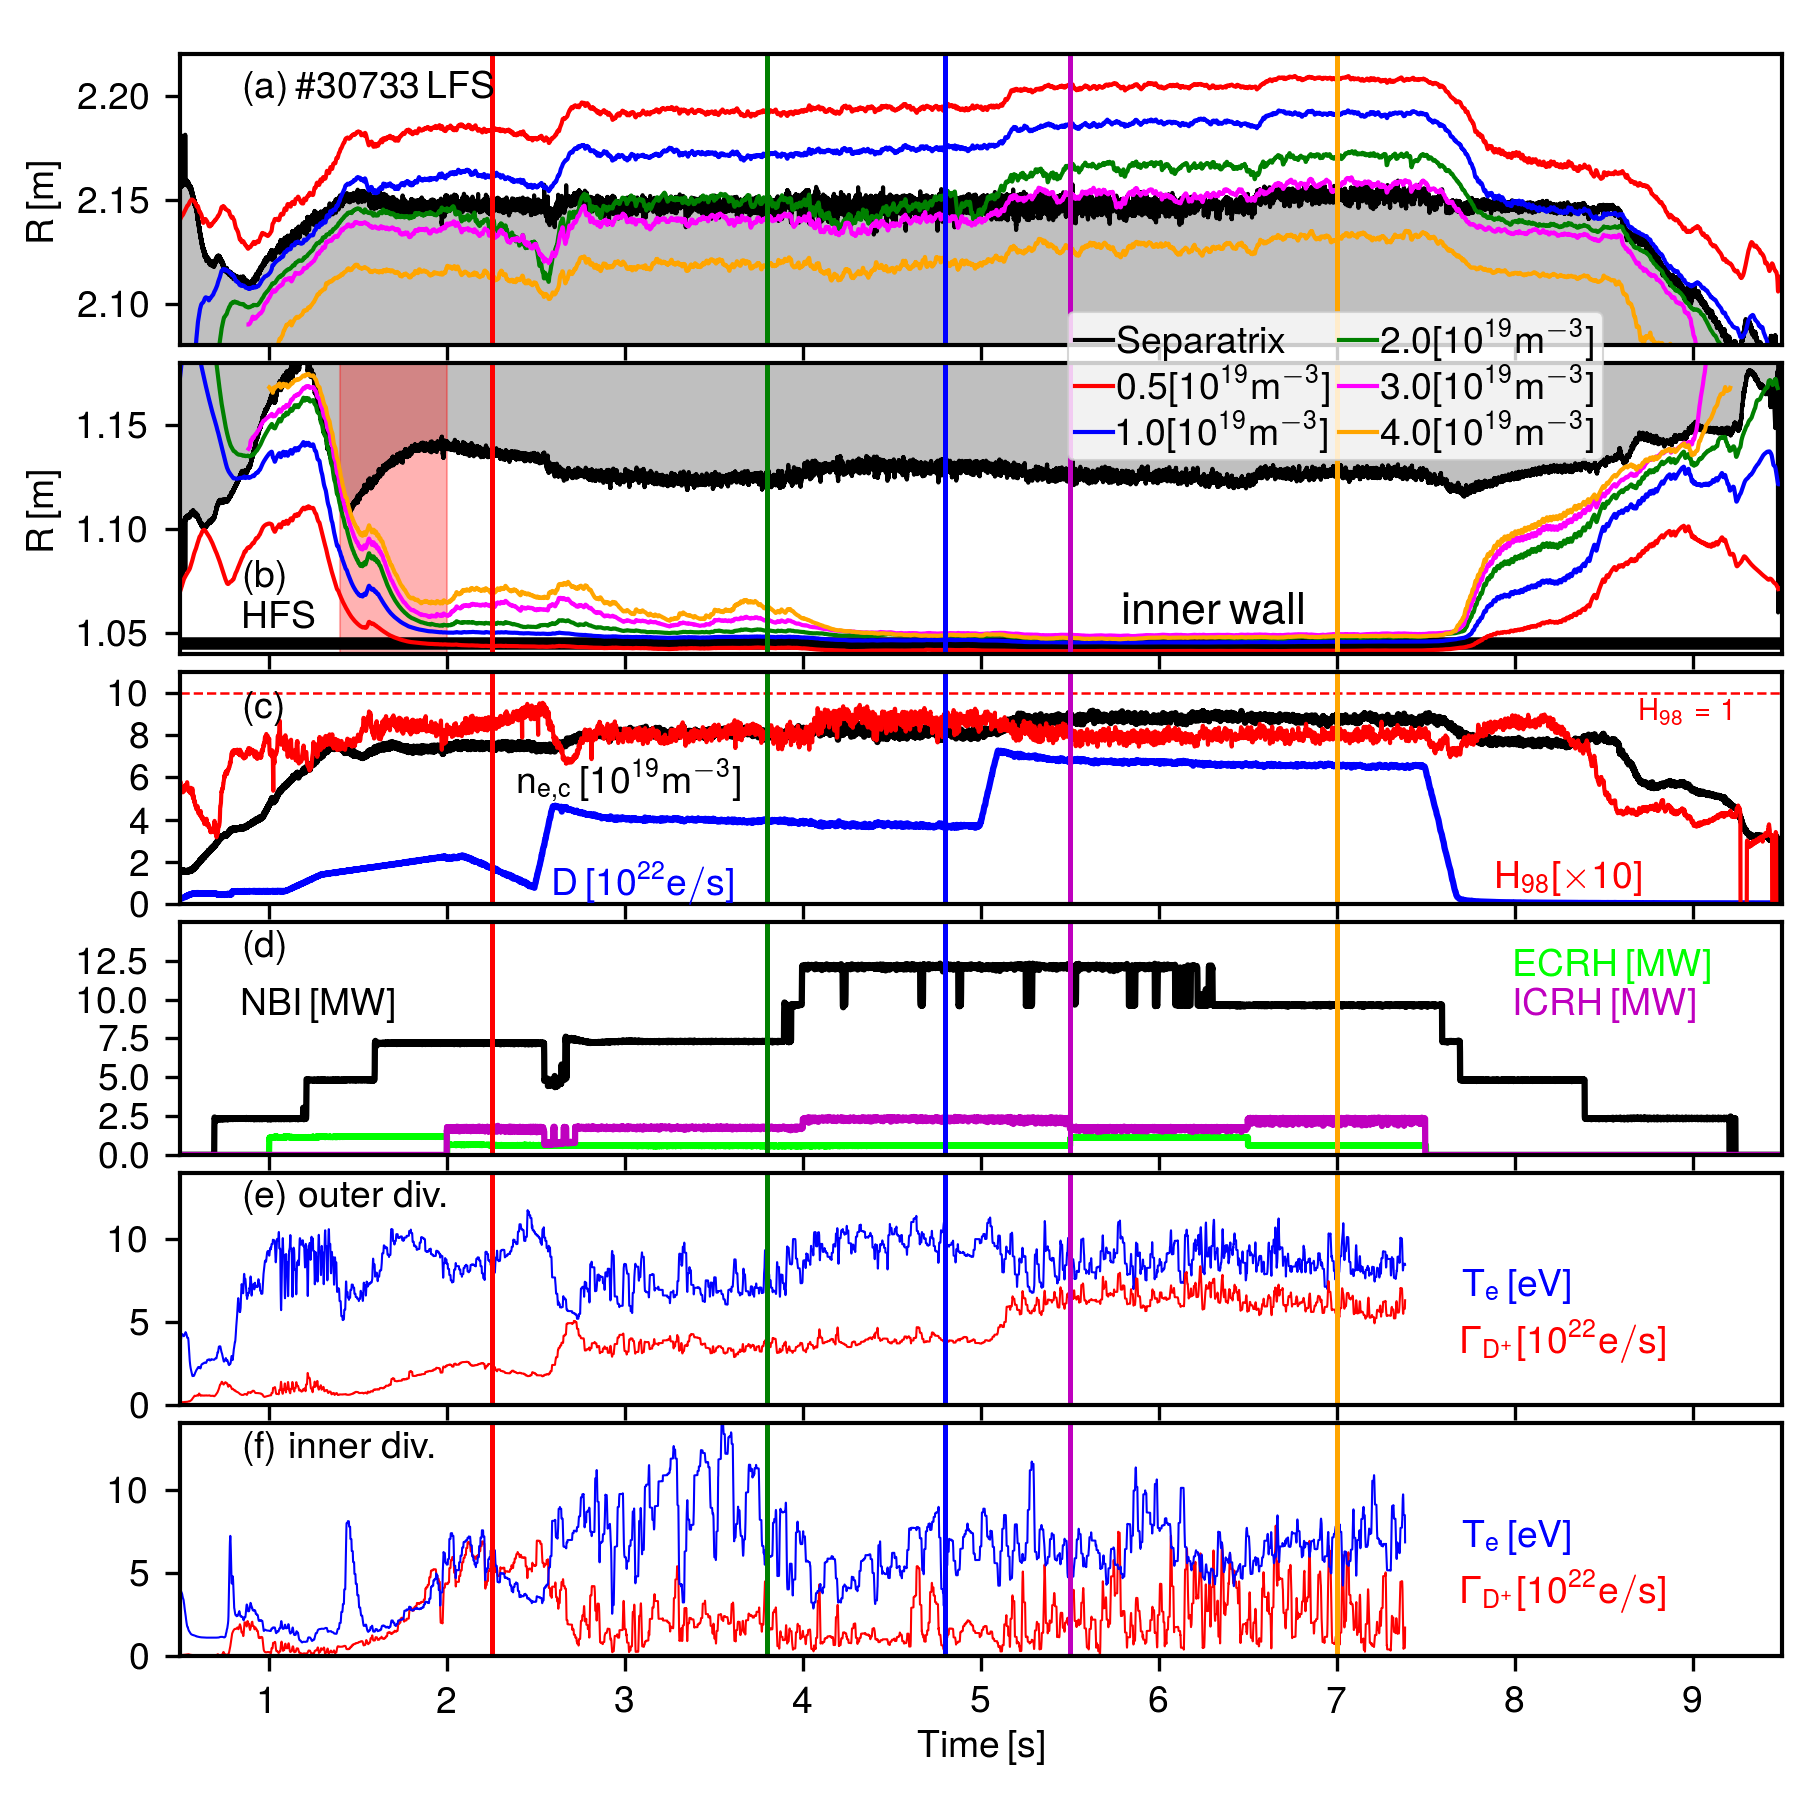 (a) #30733 LFS
2.20
2.15
2.10
R [m]
Separatrix
0.5[10¹⁹m⁻³]
1.0[10¹⁹m⁻³]
2.0[10¹⁹m⁻³]
3.0[10¹⁹m⁻³]
4.0[10¹⁹m⁻³]
1.15
1.10
1.05
R [m]
(b)
HFS
inner wall
(c)
10
8
6
4
2
0
H₉₈ = 1
nₑ,c [10¹⁹m⁻³]
D [10²²e/s]
H₉₈[×10]
(d)
12.5
10.0
7.5
5.0
2.5
0.0
NBI [MW]
ECRH [MW]
ICRH [MW]
(e) outer div.
10
5
0
Tₑ [eV]
Γ_D⁺ [10²²e/s]
(f) inner div.
10
5
0
Tₑ [eV]
Γ_D⁺ [10²²e/s]
1 2 3 4 5 6 7 8 9
Time [s]